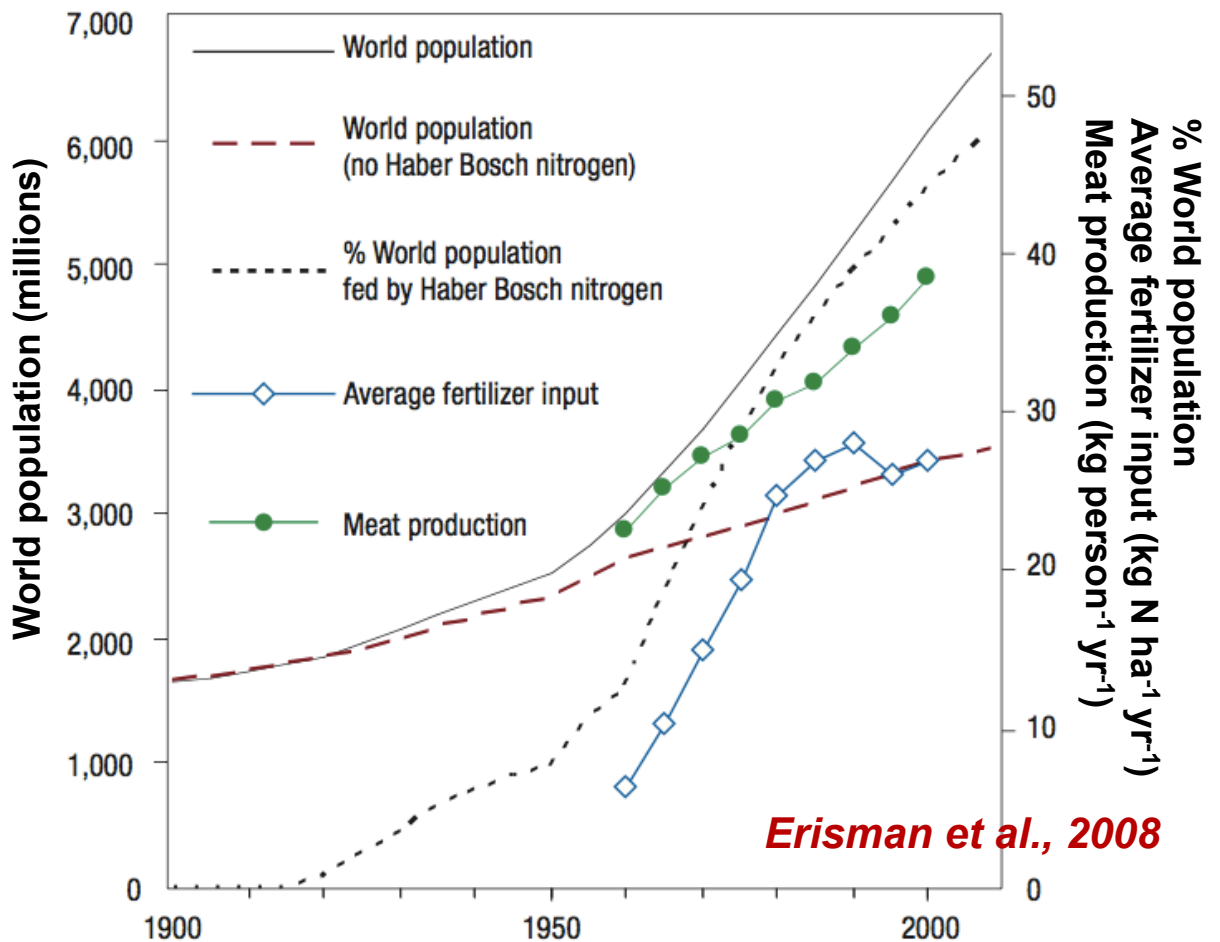 World population (millions)
7,000
6,000
5,000
4,000
3,000
2,000
1,000
0
World population
World population
(no Haber Bosch nitrogen)
% World population
fed by Haber Bosch nitrogen
Average fertilizer input
Meat production
50
40
30
20
10
0
% World population
Average fertilizer input (kg N ha⁻¹ yr⁻¹)
Meat production (kg person⁻¹ yr⁻¹)
Erisman et al., 2008
1900
1950
2000